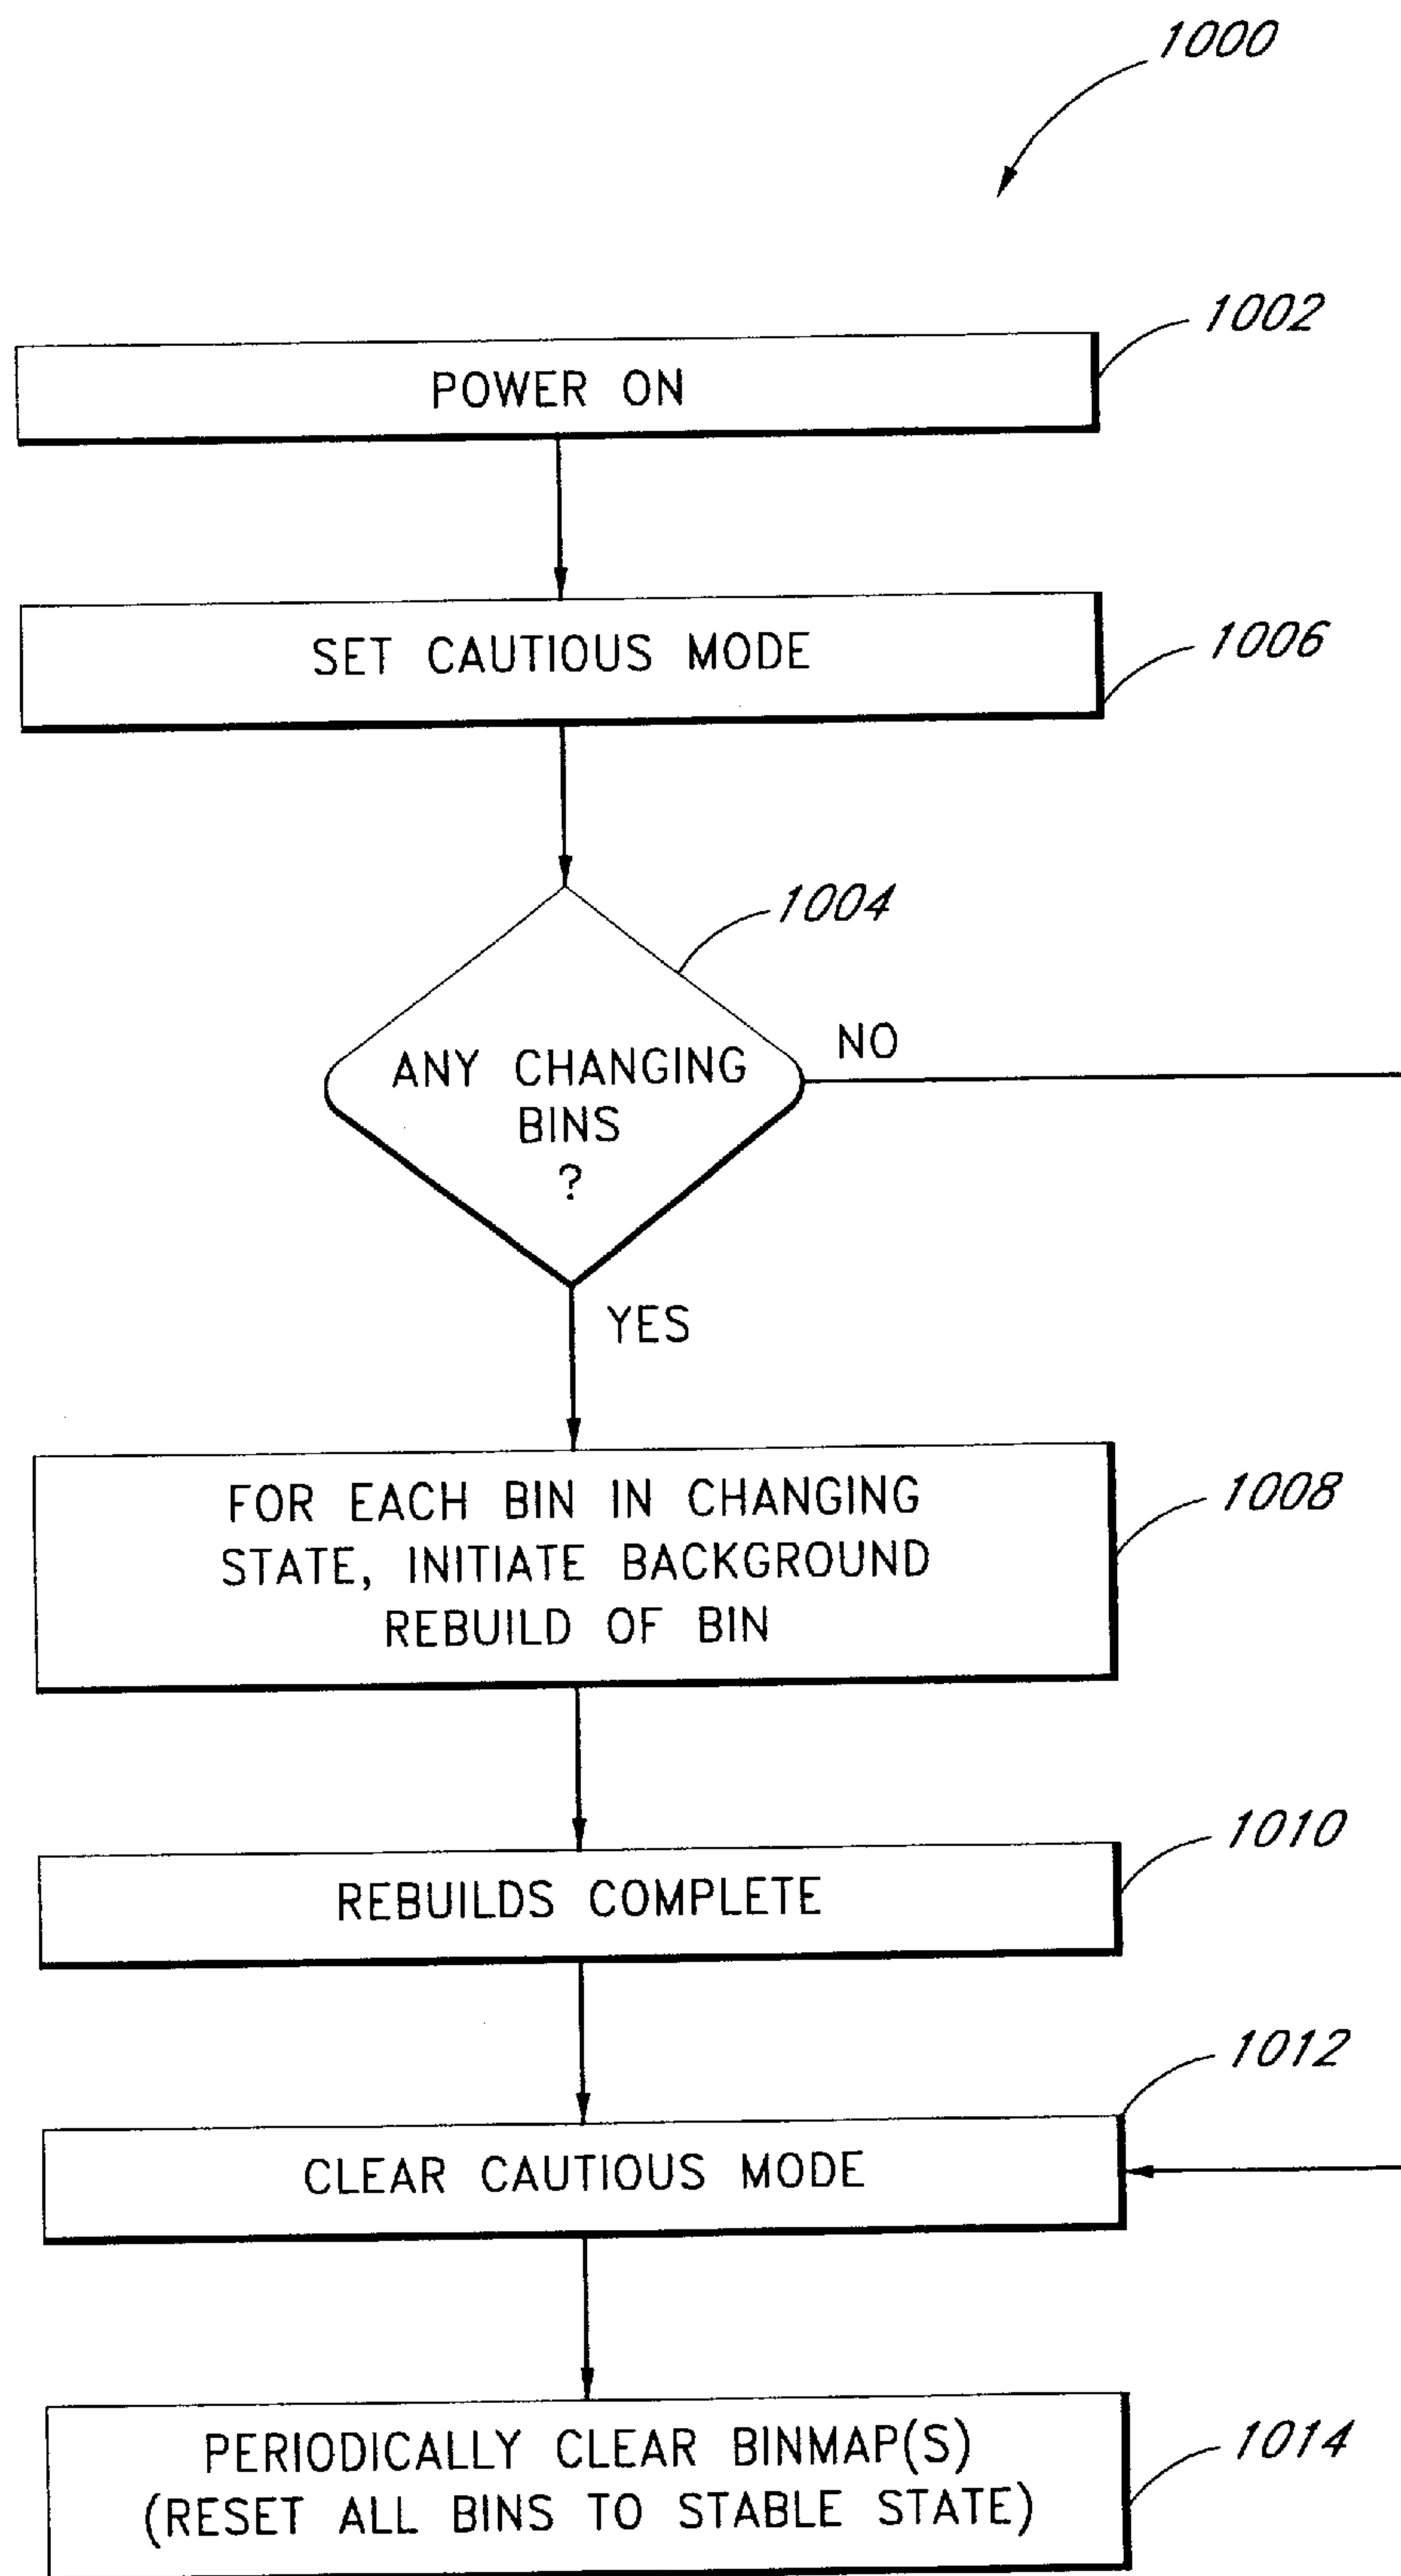 1000
1002
POWER ON
1006
SET CAUTIOUS MODE
1004
ANY CHANGING
BINS
?
NO
YES
1008
FOR EACH BIN IN CHANGING
STATE, INITIATE BACKGROUND
REBUILD OF BIN
1010
REBUILDS COMPLETE
1012
CLEAR CAUTIOUS MODE
1014
PERIODICALLY CLEAR BINMAP(S)
(RESET ALL BINS TO STABLE STATE)